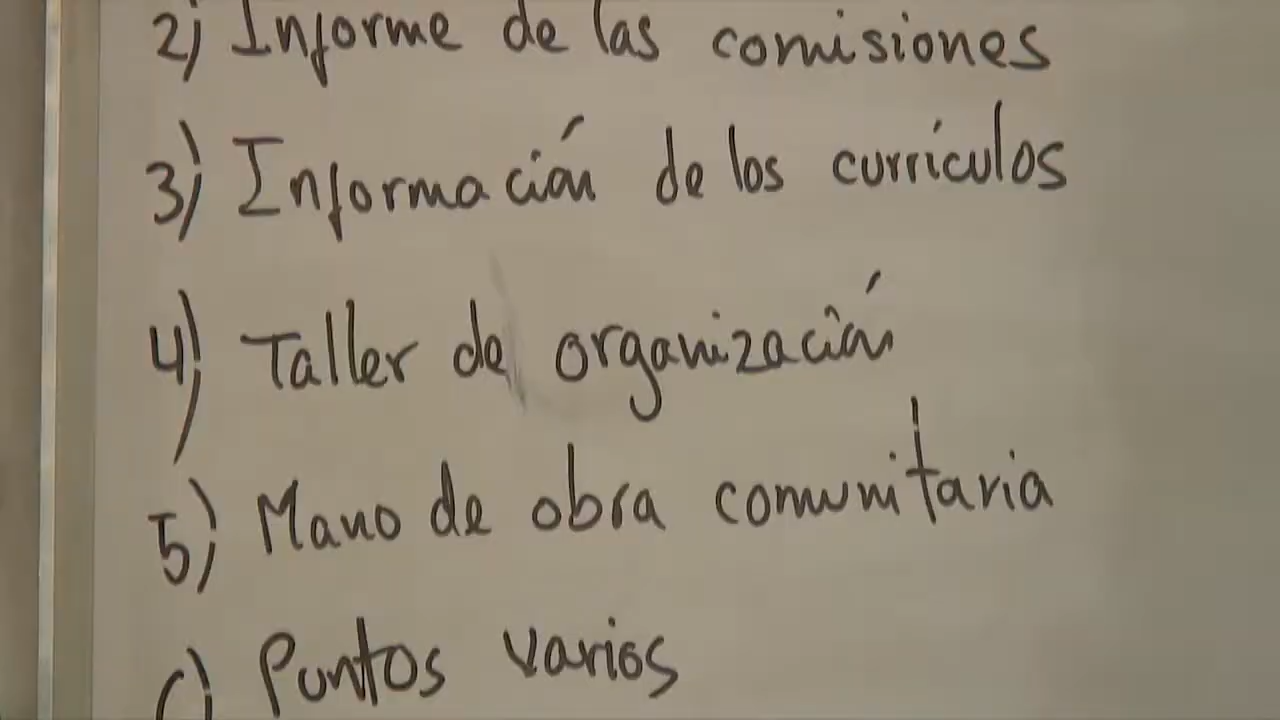 2) Informe de las comisiones
3) Información de los currículos
4) Taller de organización
5) Mano de obra comunitaria
6) Puntos varios